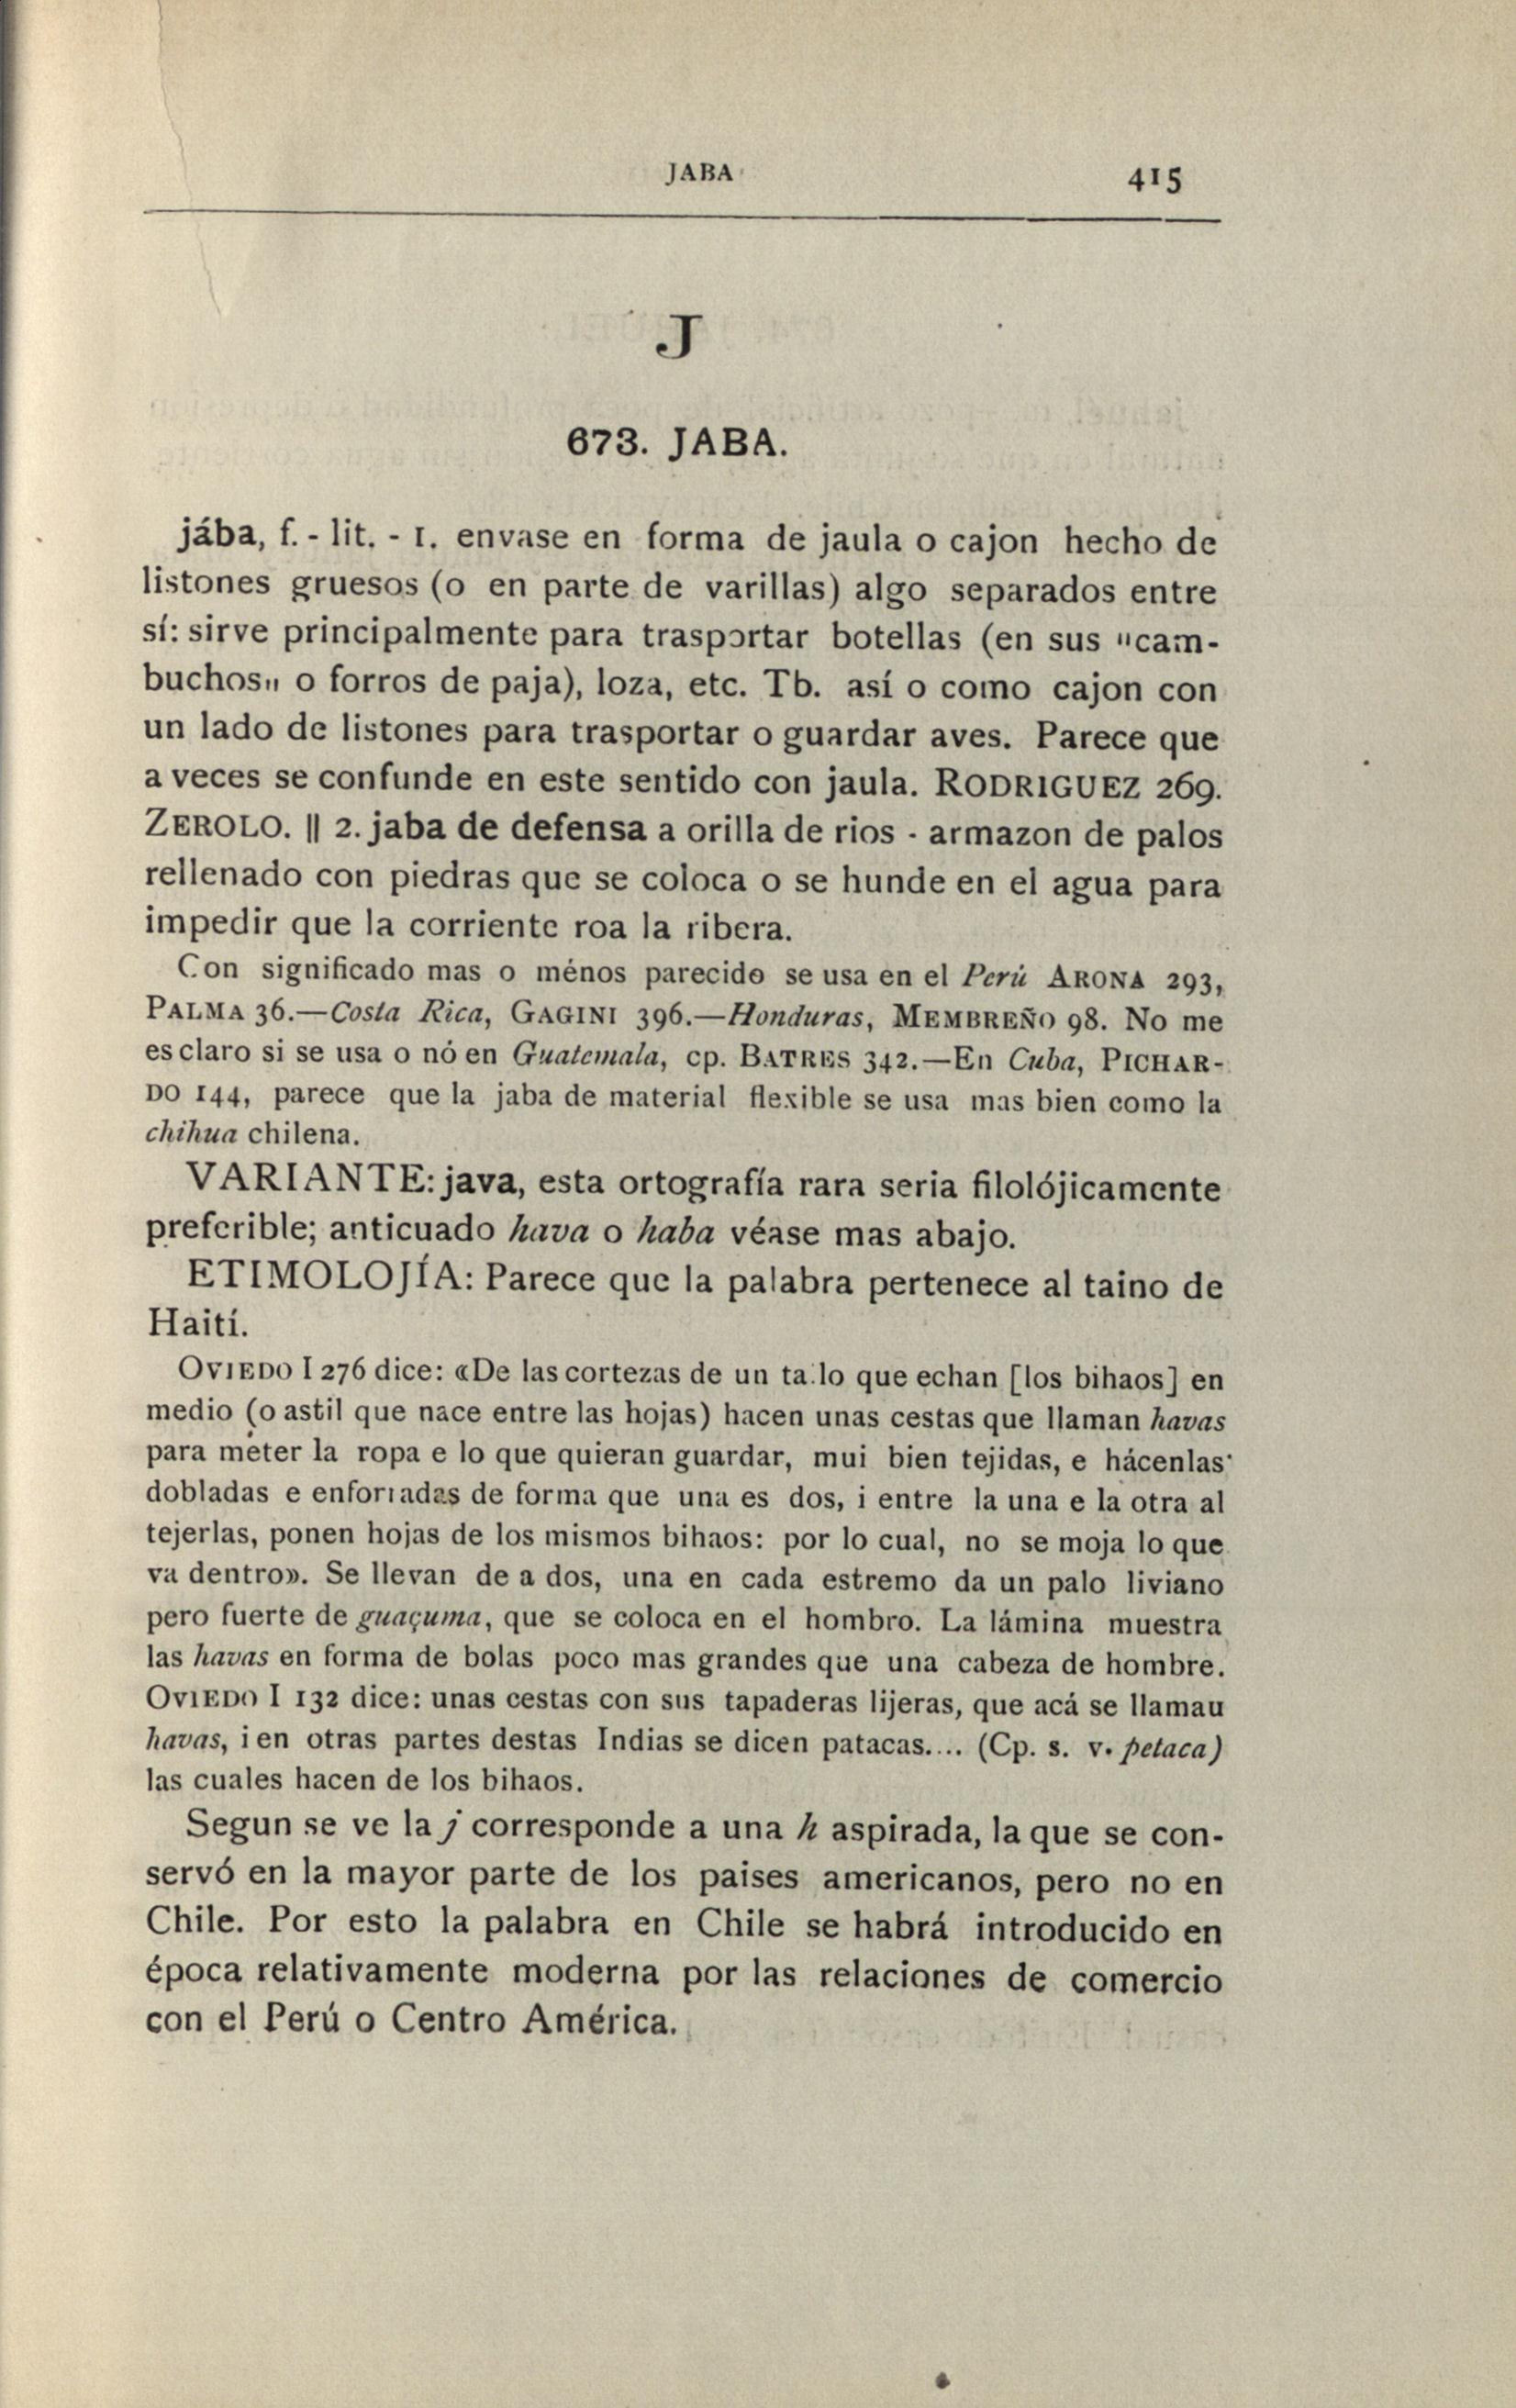 JABA
415
J
673. JABA.
jába, f. - lit. - 1. envase en forma de jaula o cajon hecho de
listones gruesos (o en parte de varillas) algo separados entre
sí: sirve principalmente para trasportar botellas (en sus "cam-
buchos„ o forros de paja), loza, etc. Tb. así o como cajon con
un lado de listones para trasportar o guardar aves. Parece que
a veces se confunde en este sentido con jaula. RODRIGUEZ 269.
ZEROLO. || 2. jaba de defensa a orilla de rios - armazon de palos
rellenado con piedras que se coloca o se hunde en el agua para
impedir que la corriente roa la ribera.
Con significado mas o ménos parecido se usa en el Perú ARONA 293,
PALMA 36.—Costa Rica, GAGINI 396.—Honduras, MEMBREÑO 98. No me
es claro si se usa o nó en Guatemala, cp. BATRES 342.—En Cuba, PICHAR-
DO 144, parece que la jaba de material flexible se usa mas bien como la
chihua chilena.
VARIANTE: java, esta ortografía rara seria filolójicamente
preferible; anticuado hava o haba véase mas abajo.
ETIMOLOJÍA: Parece que la palabra pertenece al taino de
Haití.
OVIEDO I 276 dice: «De las cortezas de un tallo que echan [los bihaos] en
medio (o astil que nace entre las hojas) hacen unas cestas que llaman havas
para meter la ropa e lo que quieran guardar, mui bien tejidas, e hácenlas
dobladas e enforradas de forma que una es dos, i entre la una e la otra al
tejerlas, ponen hojas de los mismos bihaos: por lo cual, no se moja lo que
va dentro». Se llevan de a dos, una en cada estremo da un palo liviano
pero fuerte de guaçuma, que se coloca en el hombro. La lámina muestra
las havas en forma de bolas poco mas grandes que una cabeza de hombre.
OVIEDO I 132 dice: unas cestas con sus tapaderas lijeras, que acá se llamau
havas, i en otras partes destas Indias se dicen patacas.... (Cp. s. v. petaca)
las cuales hacen de los bihaos.
Segun se ve la j corresponde a una h aspirada, la que se con-
servó en la mayor parte de los paises americanos, pero no en
Chile. Por esto la palabra en Chile se habrá introducido en
época relativamente moderna por las relaciones de comercio
con el Perú o Centro América.